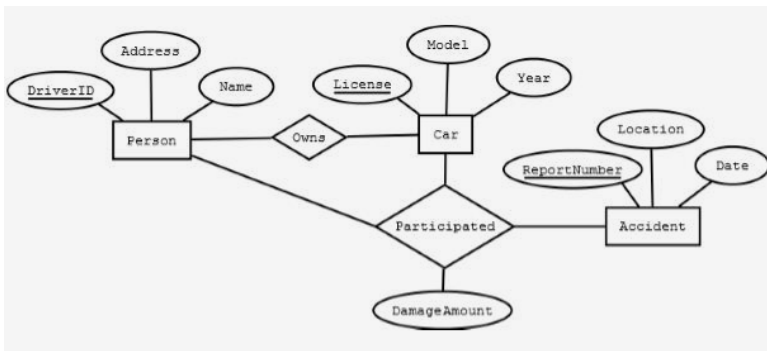 Model
Address
License
Year
DriverID
Name
Person
Owns
Car
Location
ReportNumber
Date
Participated
Accident
DamageAmount